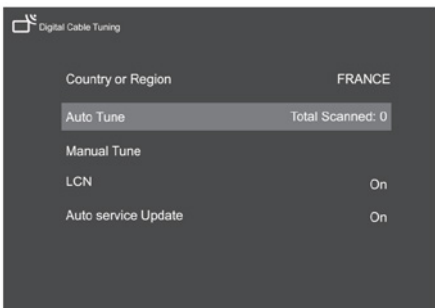 Digital Cable Tuning
Country or Region FRANCE
Auto Tune Total Scanned: 0
Manual Tune
LCN On
Auto service Update On